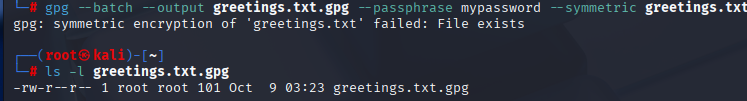 └─# gpg --batch --output greetings.txt.gpg --passphrase mypassword --symmetric greetings.txt
gpg: symmetric encryption of 'greetings.txt' failed: File exists
┌──(root㉿kali)-[~]
└─# ls -l greetings.txt.gpg
-rw-r--r-- 1 root root 101 Oct  9 03:23 greetings.txt.gpg